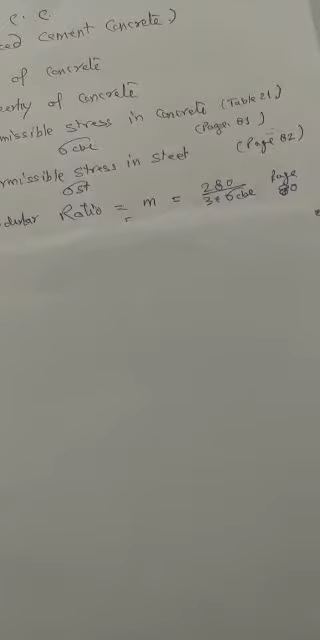 C. C.
ced cement concrete)
of concrete
perty of concrete
missible stress in concrete (Table 21)
σcbc (Page. 81)
rmissible stress in steel (Page 82)
σst
dular Ratio = m = 280 / 3 * σcbc Page 80